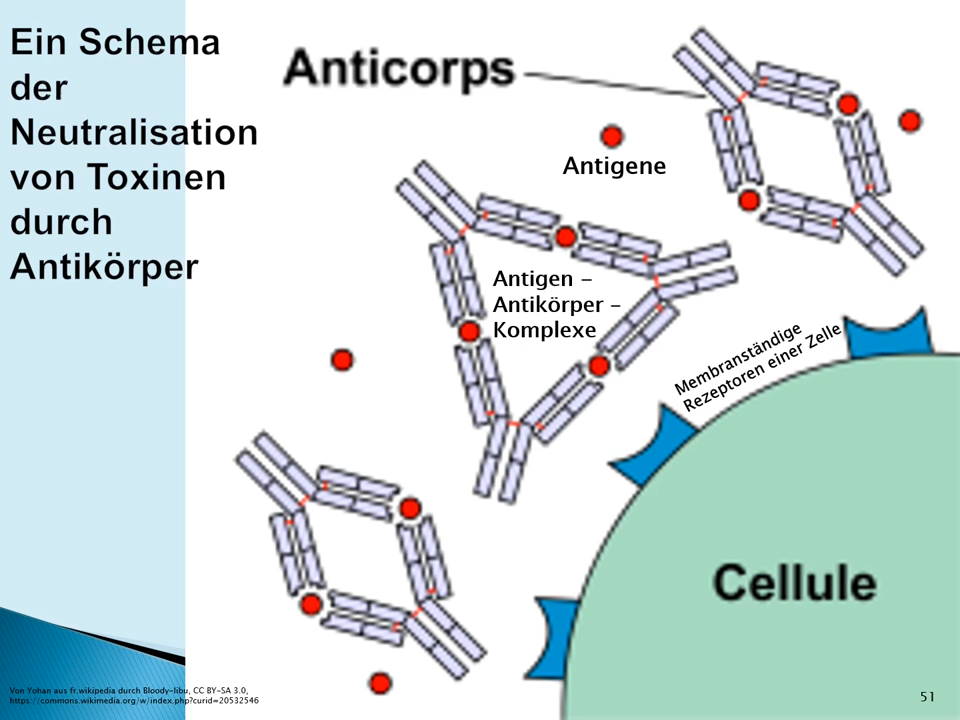 Ein Schema
der
Neutralisation
von Toxinen
durch
Antikörper
Anticorps
Antigene
Antigen –
Antikörper –
Komplexe
Membranständige
Rezeptoren einer Zelle
Cellule
Von Yohan aus fr.wikipedia durch Bloody-libu, CC BY-SA 3.0,
https://commons.wikimedia.org/w/index.php?curid=20532546
51